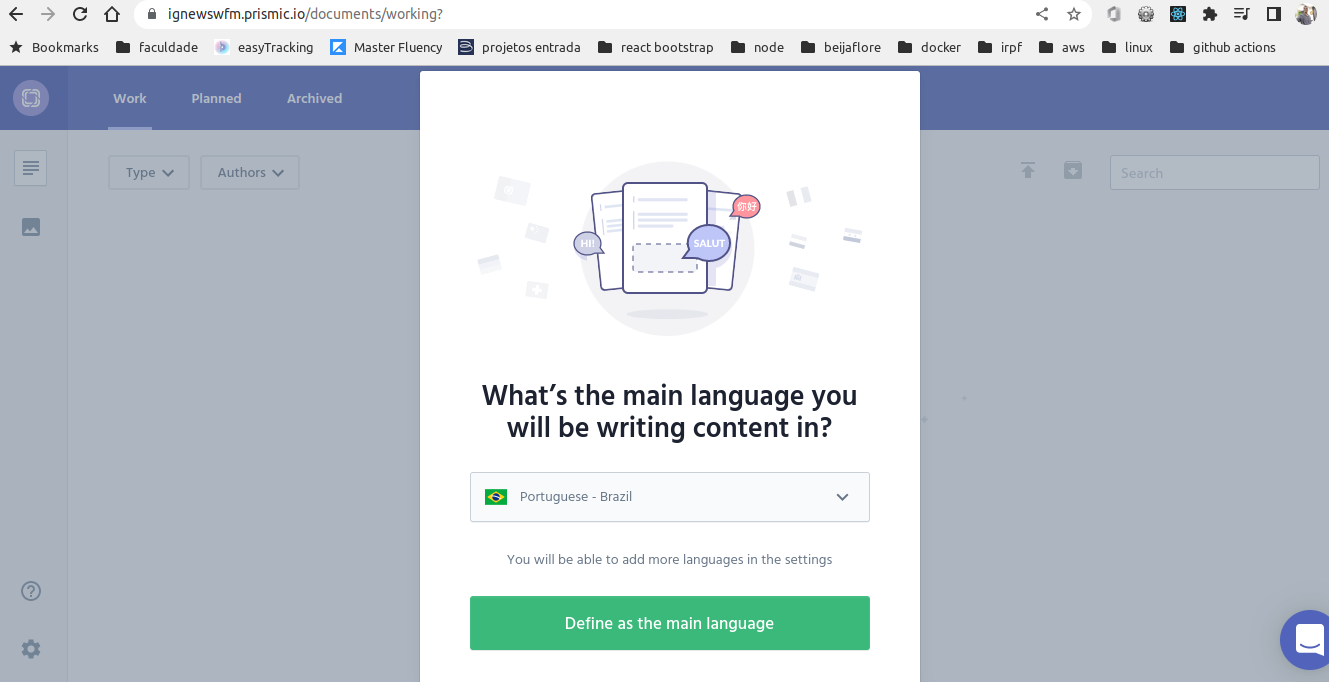 ignewswfm.prismic.io/documents/working?
Bookmarks faculdade easyTracking Master Fluency projetos entrada react bootstrap node beijaflore docker irpf aws linux github actions
Work Planned Archived
Type Authors Search
你好
HI!
SALUT
What's the main language you
will be writing content in?
Portuguese - Brazil
You will be able to add more languages in the settings
Define as the main language